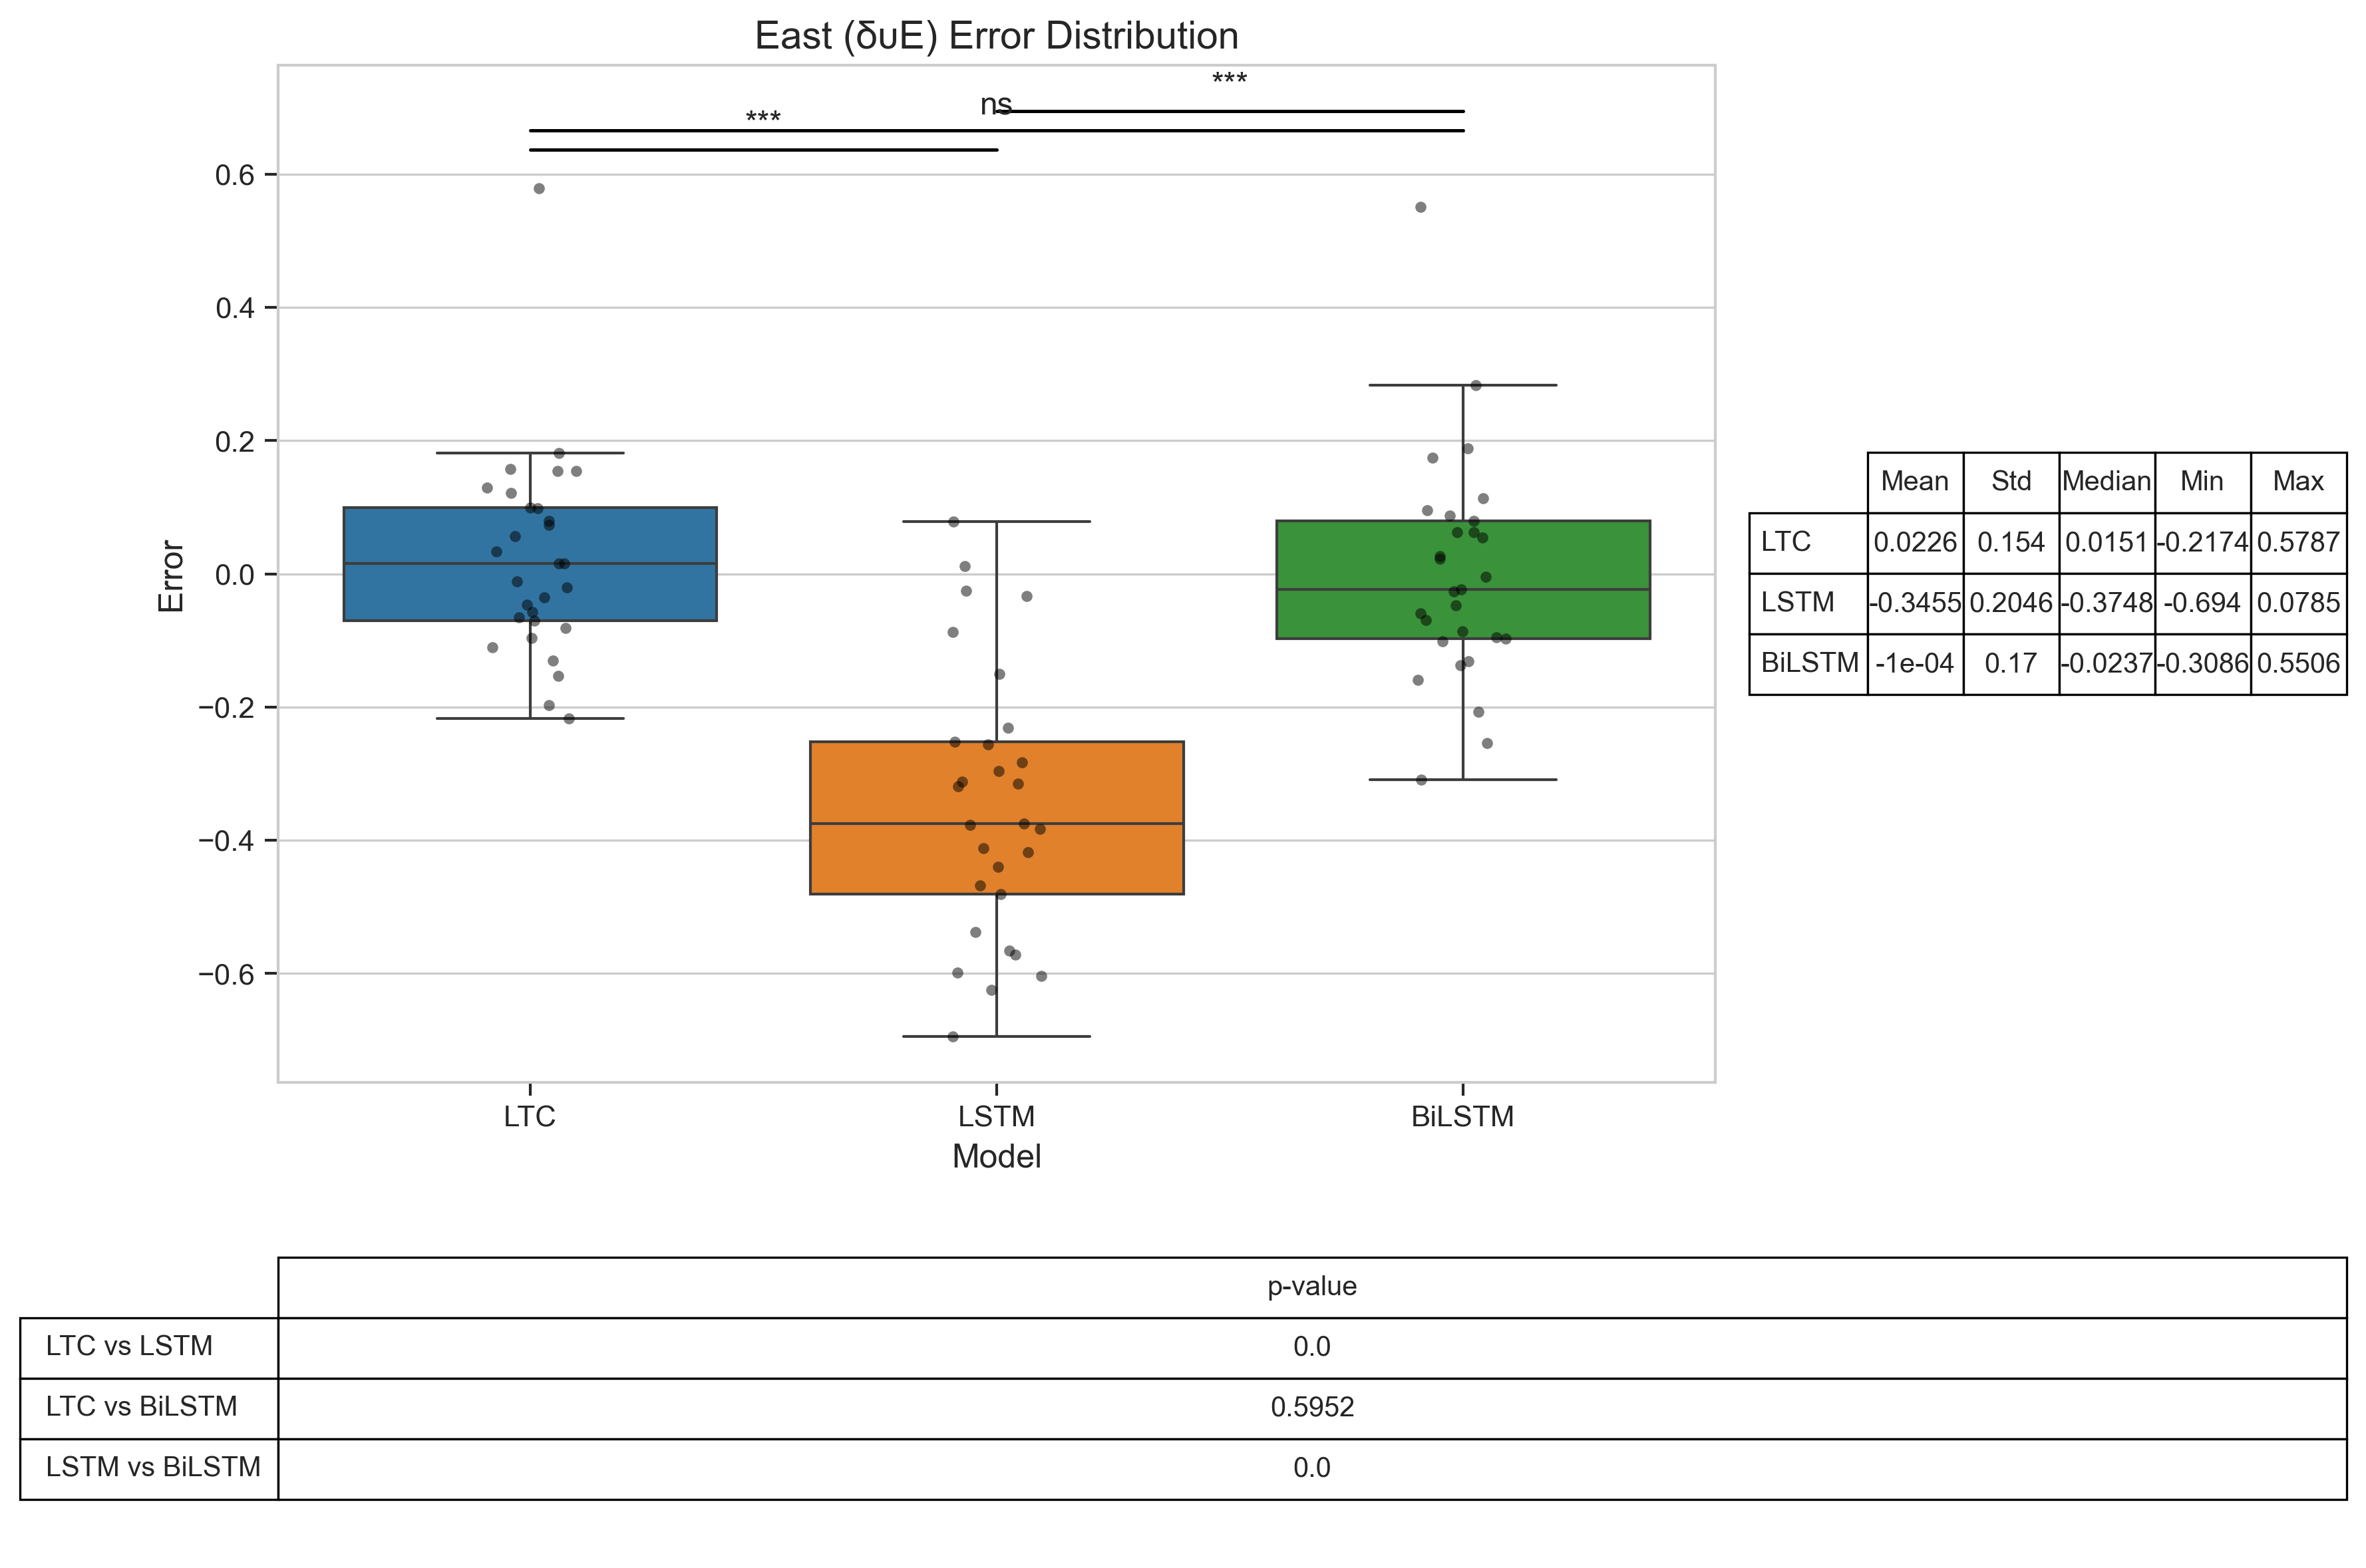 East (δυE) Error Distribution
***
ns
***
0.6
0.4
0.2
0.0
−0.2
−0.4
−0.6
Error
LTC LSTM BiLSTM
Model
Mean Std Median Min Max
LTC 0.0226 0.154 0.0151 -0.2174 0.5787
LSTM -0.3455 0.2046 -0.3748 -0.694 0.0785
BiLSTM -1e-04 0.17 -0.0237 -0.3086 0.5506
p-value
LTC vs LSTM 0.0
LTC vs BiLSTM 0.5952
LSTM vs BiLSTM 0.0